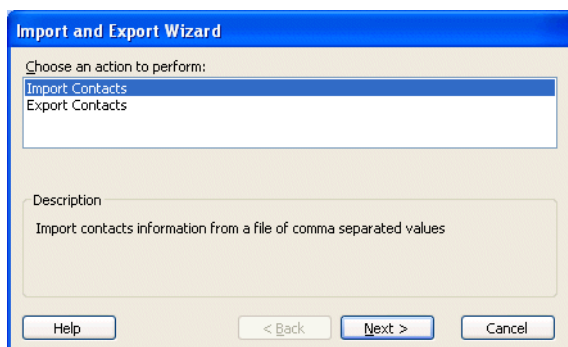 Import and Export Wizard
Choose an action to perform:
Import Contacts
Export Contacts
Description
Import contacts information from a file of comma separated values
Help
< Back
Next >
Cancel